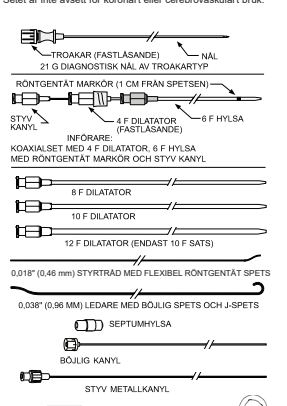 Setet är inte avsett för koronärt eller cerebrovaskulärt bruk.
TROAKAR (FASTLÅSANDE)
NÅL
21 G DIAGNOSTISK NÅL AV TROAKARTYP
RÖNTGENTÄT MARKÖR (1 CM FRÅN SPETSEN)
STYV
KANYL
4 F DILATATOR
(FASTLÅSANDE)
6 F HYLSA
INFÖRARE:
KOAXIALSET MED 4 F DILATATOR, 6 F HYLSA
MED RÖNTGENTÄT MARKÖR OCH STYV KANYL
8 F DILATATOR
10 F DILATATOR
12 F DILATATOR (ENDAST 10 F SATS)
0,018" (0,46 mm) STYRTRÅD MED FLEXIBEL RÖNTGENTÄT SPETS
0,038" (0,96 MM) LEDARE MED BÖJLIG SPETS OCH J-SPETS
SEPTUMHYLSA
BÖJLIG KANYL
STYV METALLKANYL